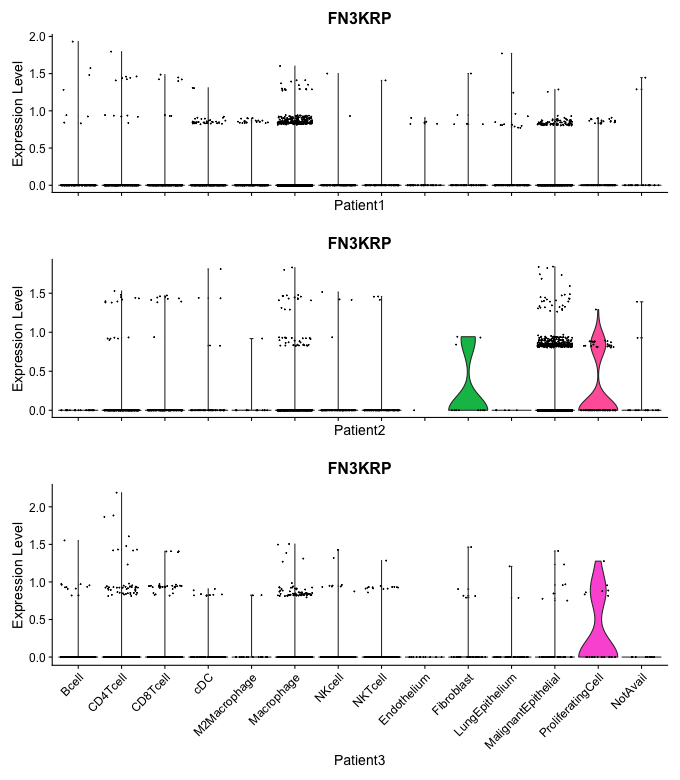 FN3KRP
Expression Level
2.0
1.5
1.0
0.5
0.0
Patient1
FN3KRP
Expression Level
1.5
1.0
0.5
0.0
Patient2
FN3KRP
Expression Level
2.0
1.5
1.0
0.5
0.0
Bcell
CD4Tcell
CD8Tcell
cDC
M2Macrophage
Macrophage
NKcell
NKTcell
Endothelium
Fibroblast
LungEpithelium
MalignantEpithelial
ProliferatingCell
NotAvail
Patient3